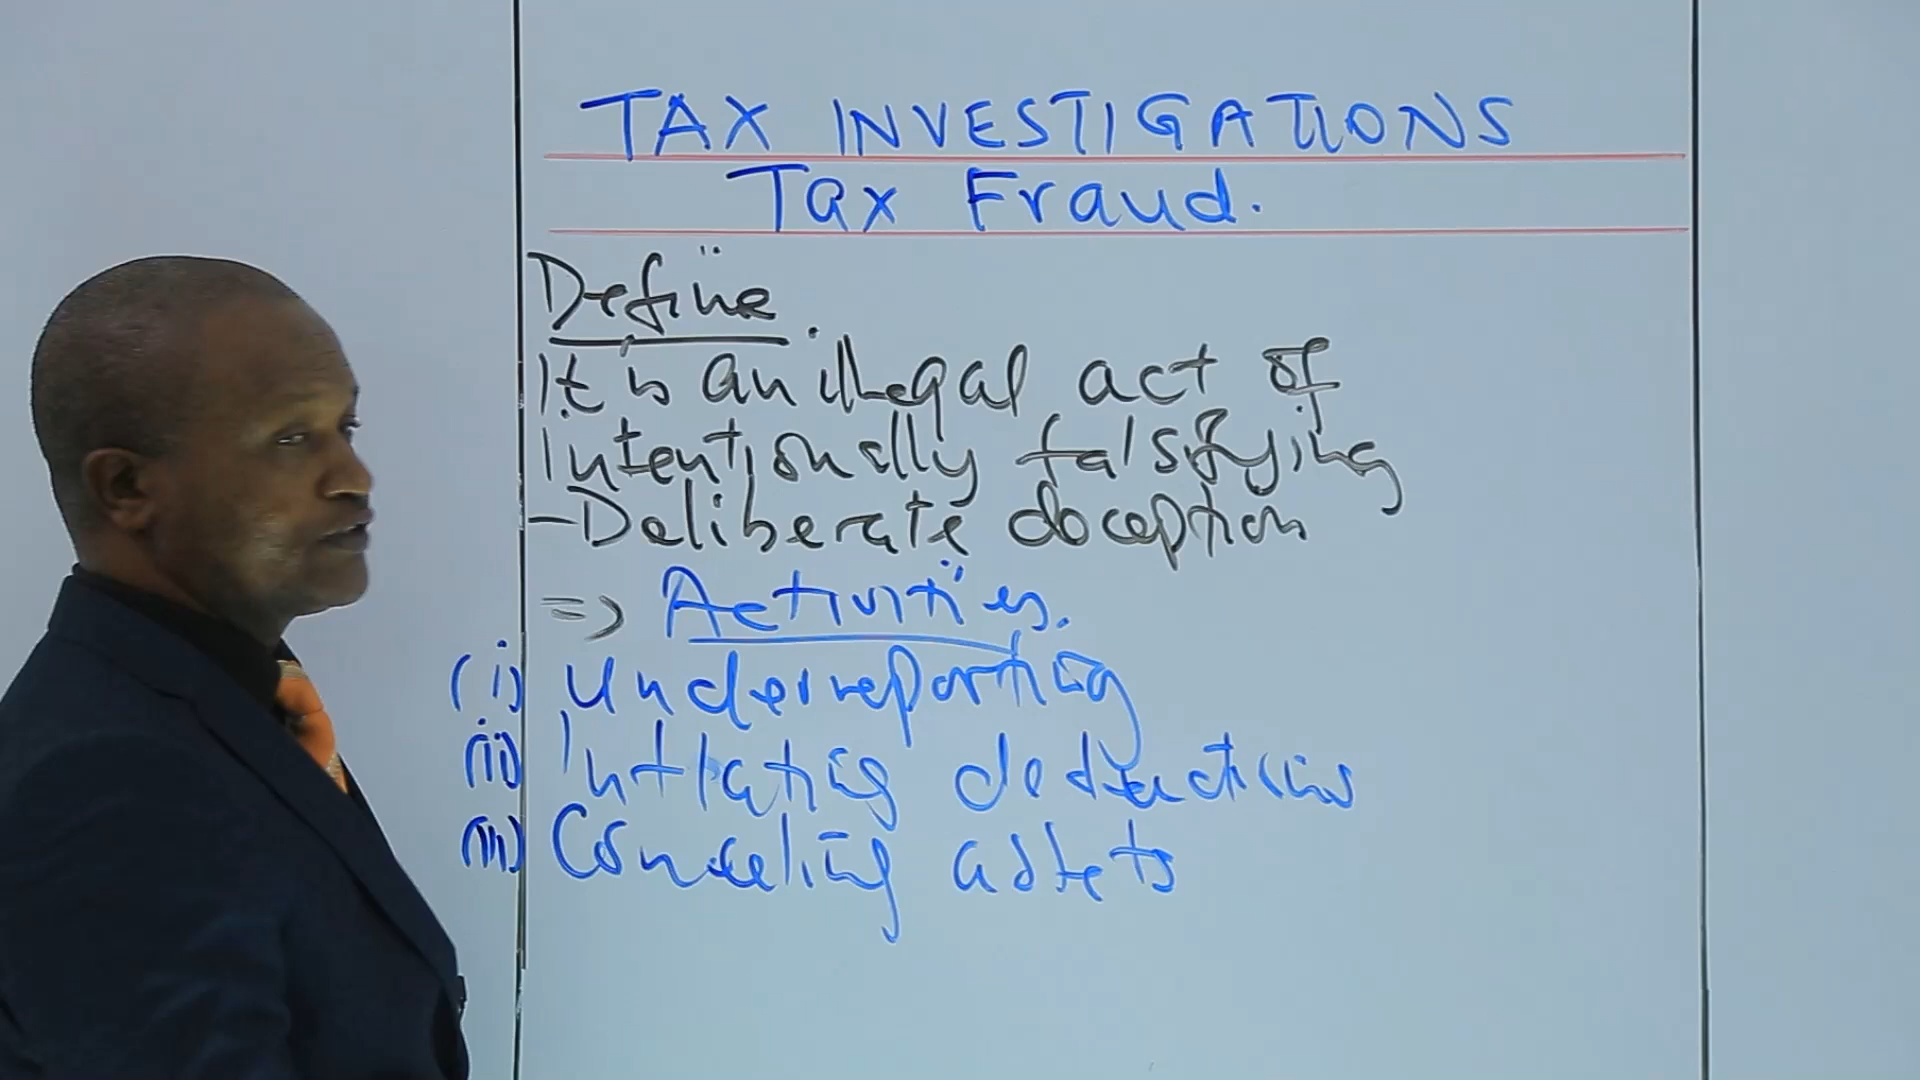 TAX INVESTIGATIONS
Tax Fraud.
Define
It is an illegal act of
Intentionally falsifying
- Deliberate deception
=> Activities.
(i) Underreporting
(ii) Inflating deductions
(iii) Concealing assets